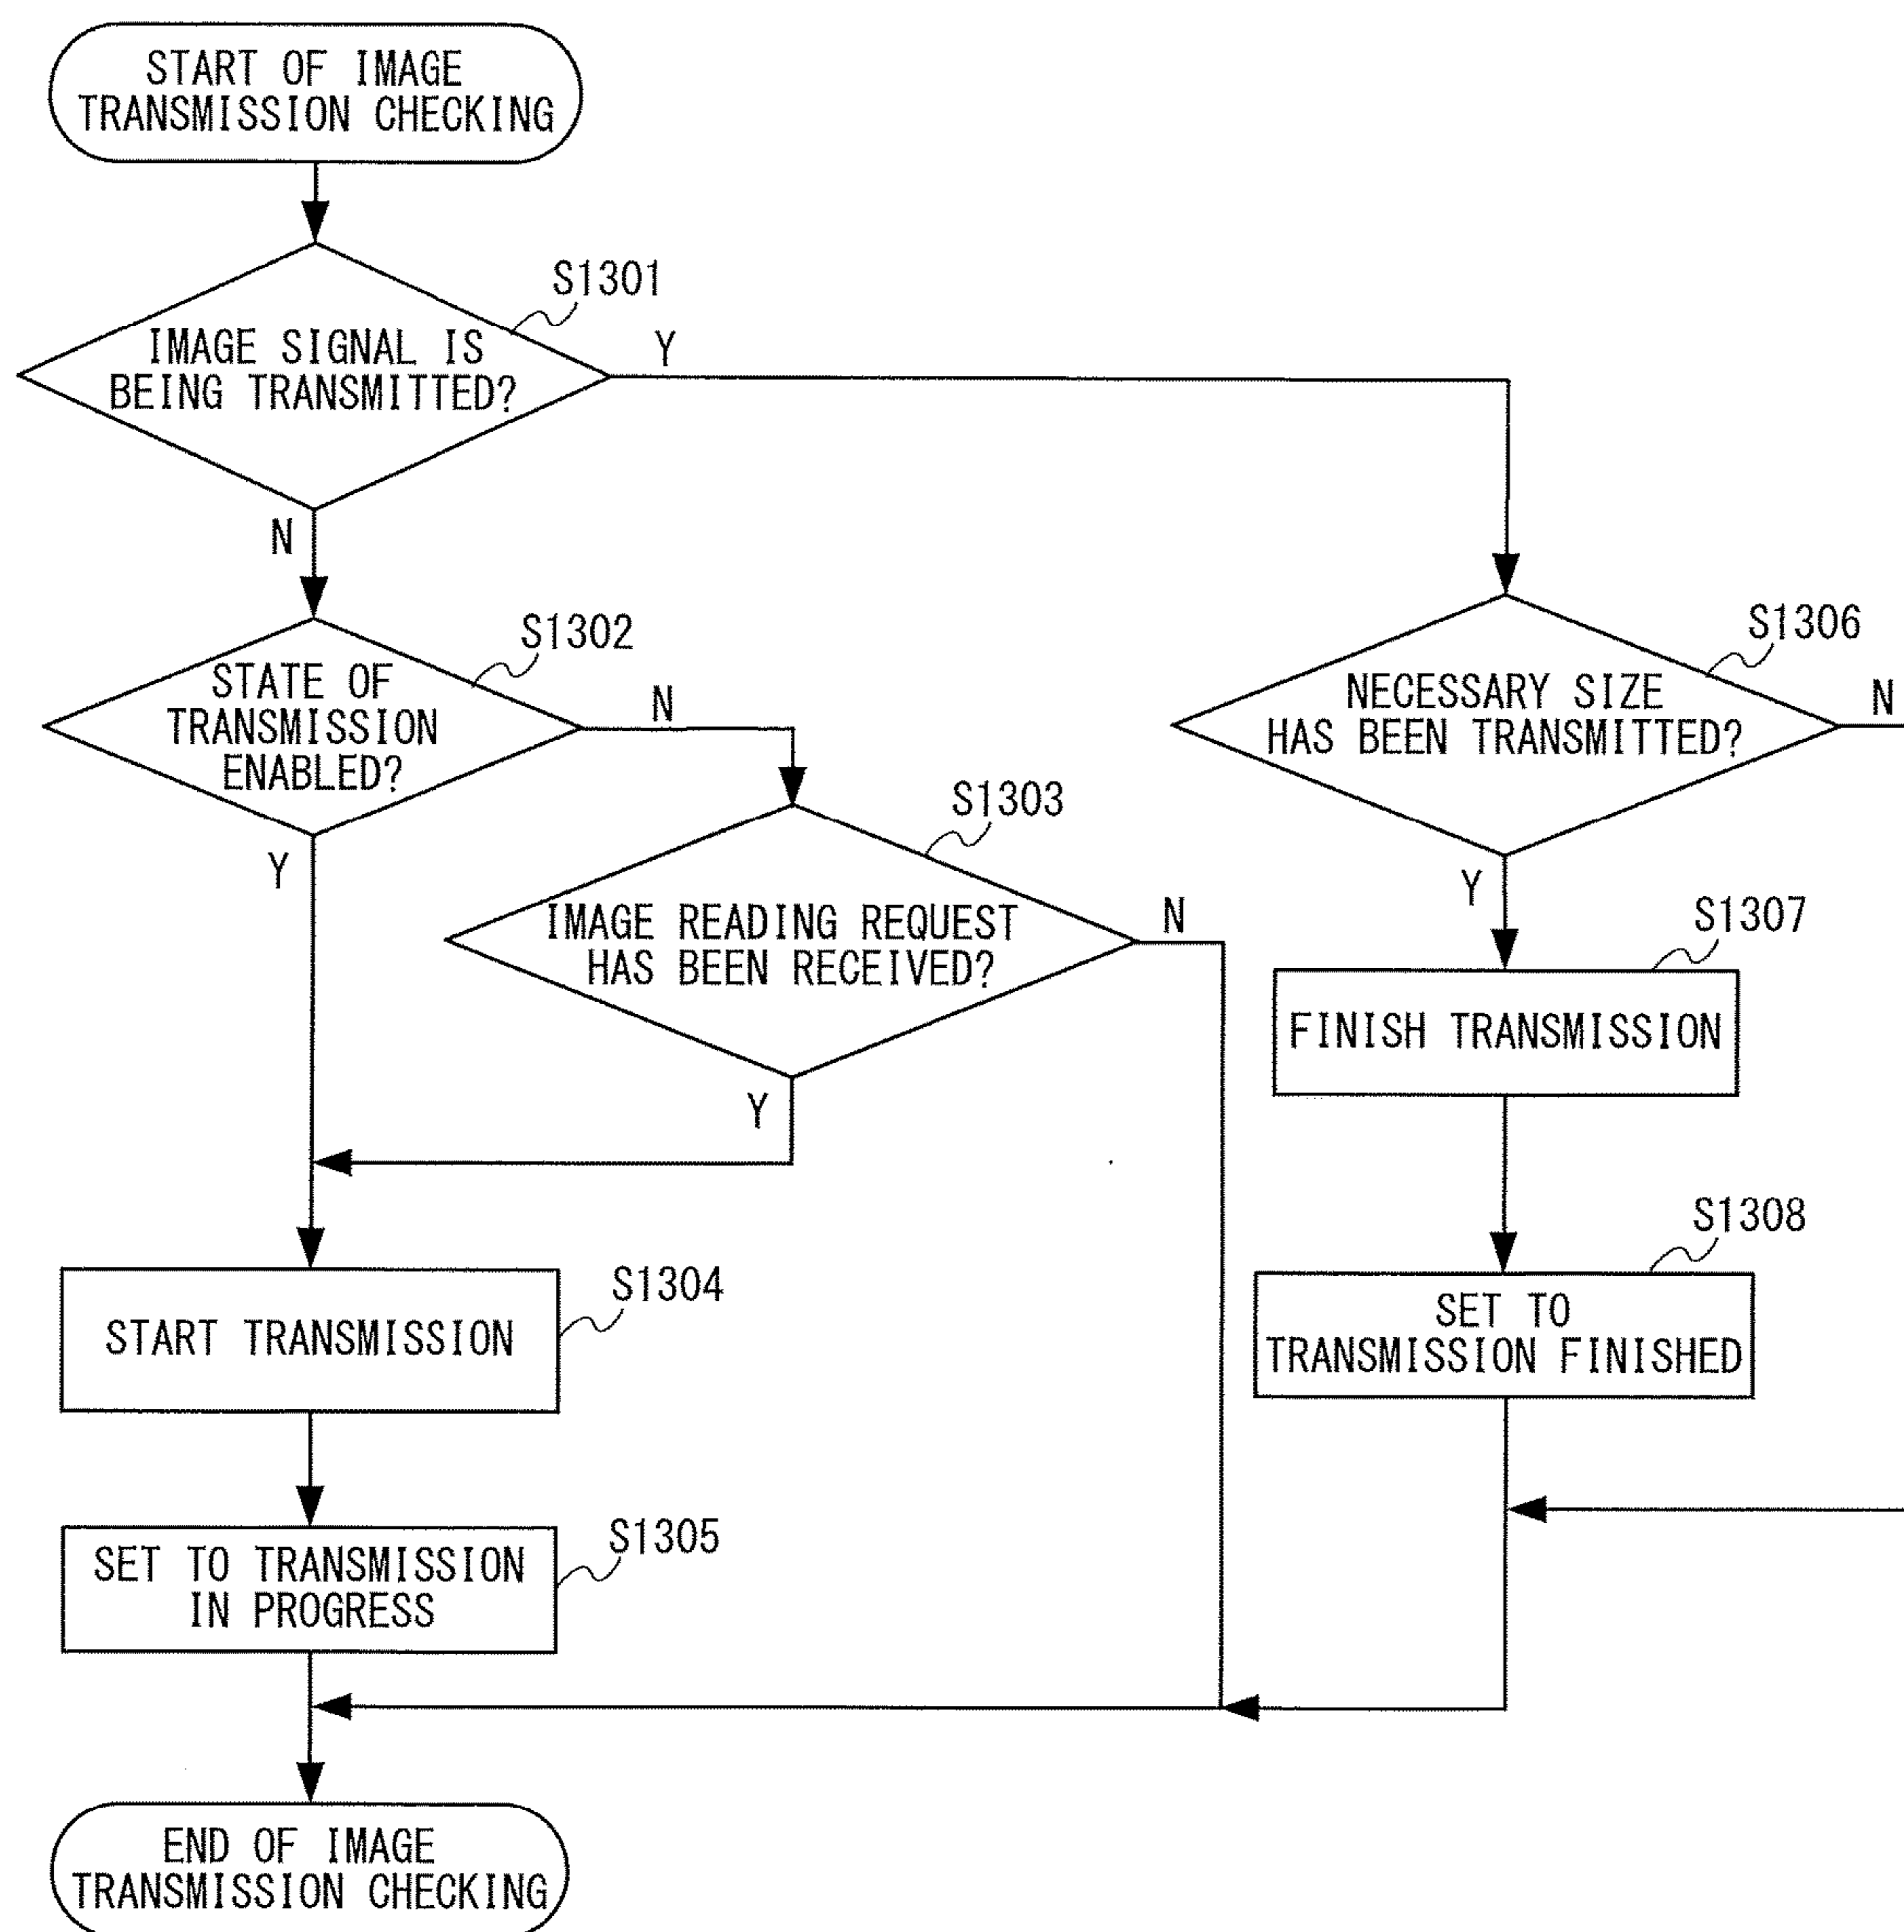 START OF IMAGE
TRANSMISSION CHECKING
S1301
IMAGE SIGNAL IS
BEING TRANSMITTED?
Y
N
S1302
STATE OF
TRANSMISSION
ENABLED?
N
Y
S1303
IMAGE READING REQUEST
HAS BEEN RECEIVED?
N
Y
S1306
NECESSARY SIZE
HAS BEEN TRANSMITTED?
N
Y
S1307
FINISH TRANSMISSION
S1308
SET TO
TRANSMISSION FINISHED
S1304
START TRANSMISSION
S1305
SET TO TRANSMISSION
IN PROGRESS
END OF IMAGE
TRANSMISSION CHECKING